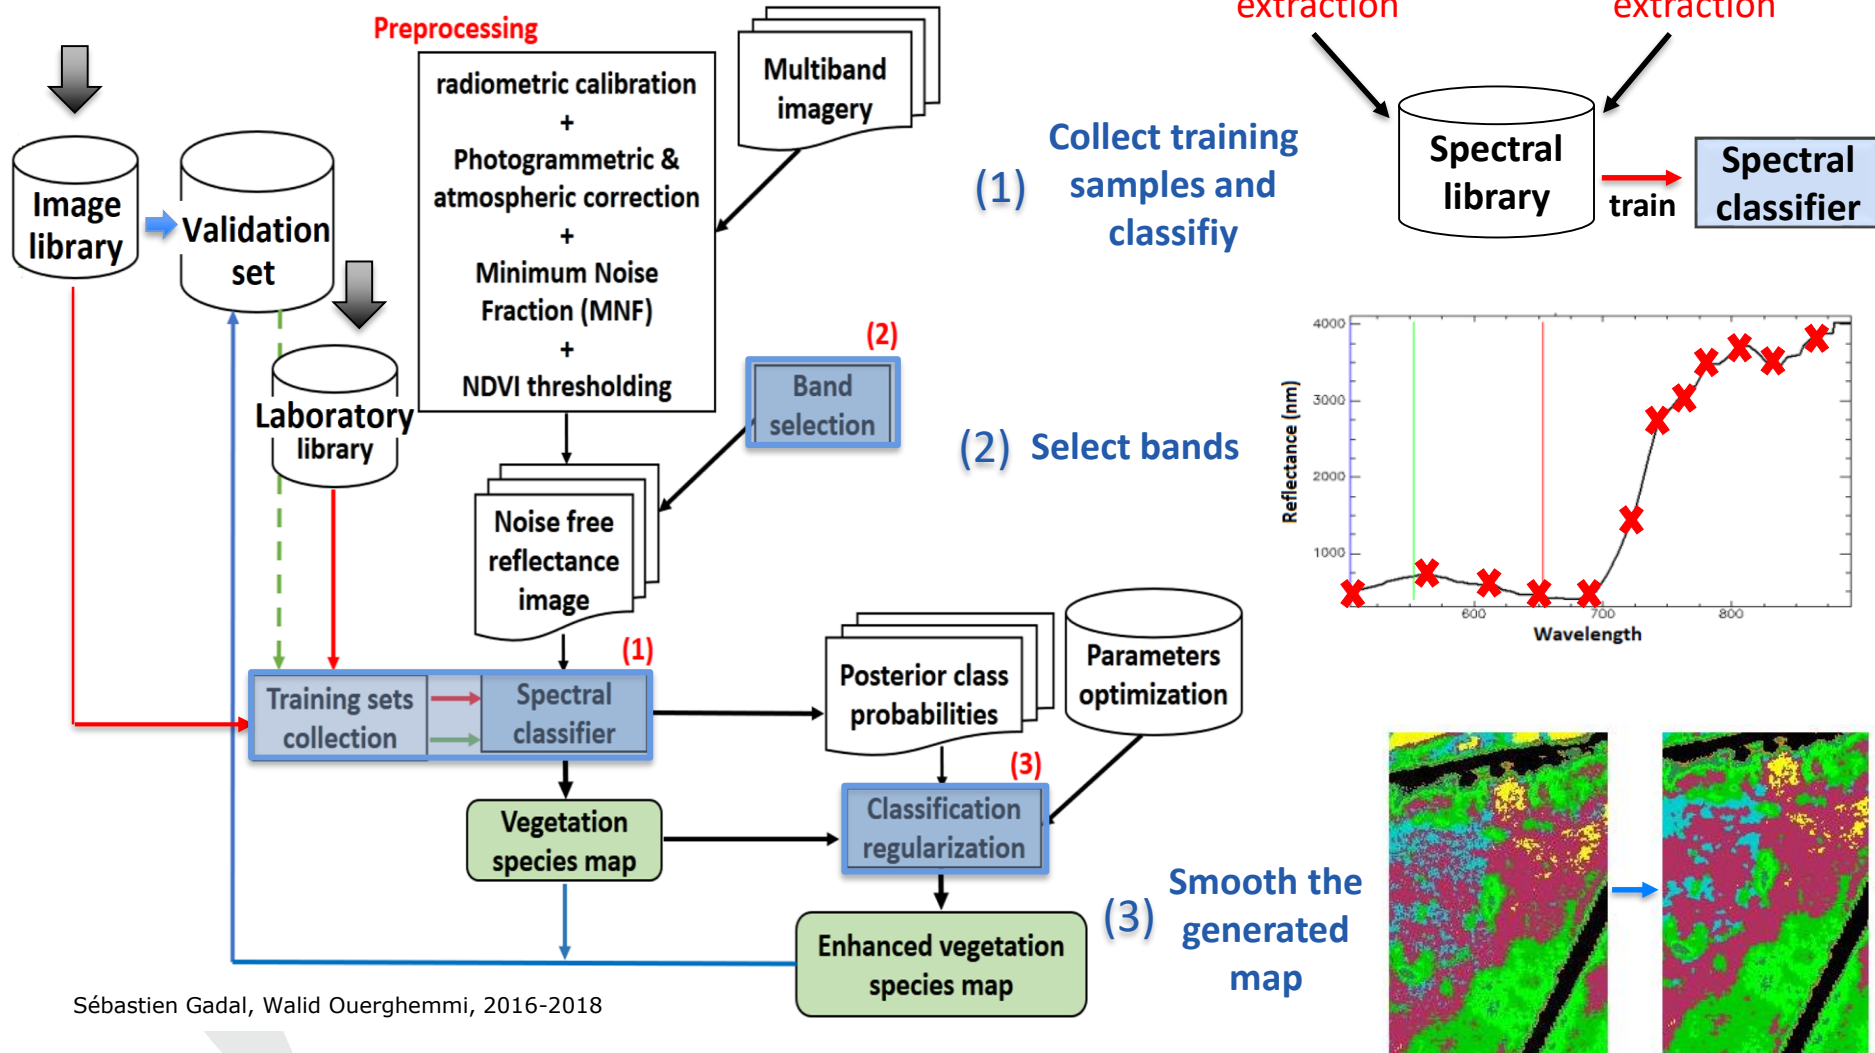 Preprocessing
radiometric calibration
+
Photogrammetric &
atmospheric correction
+
Minimum Noise
Fraction (MNF)
+
NDVI thresholding
Multiband
imagery
Image
library
Validation
set
Laboratory
library
(2)
Band
selection
Noise free
reflectance
image
(1)
Training sets
collection
Spectral
classifier
Posterior class
probabilities
Parameters
optimization
(3)
Classification
regularization
Vegetation
species map
Enhanced vegetation
species map
Sébastien Gadal, Walid Ouerghemmi, 2016-2018
extraction
extraction
(1)
Collect training
samples and
classifiy
Spectral
library
train
Spectral
classifier
(2) Select bands
4000
3000
2000
1000
Reflectance (nm)
600
700
800
Wavelength
(3)
Smooth the
generated
map